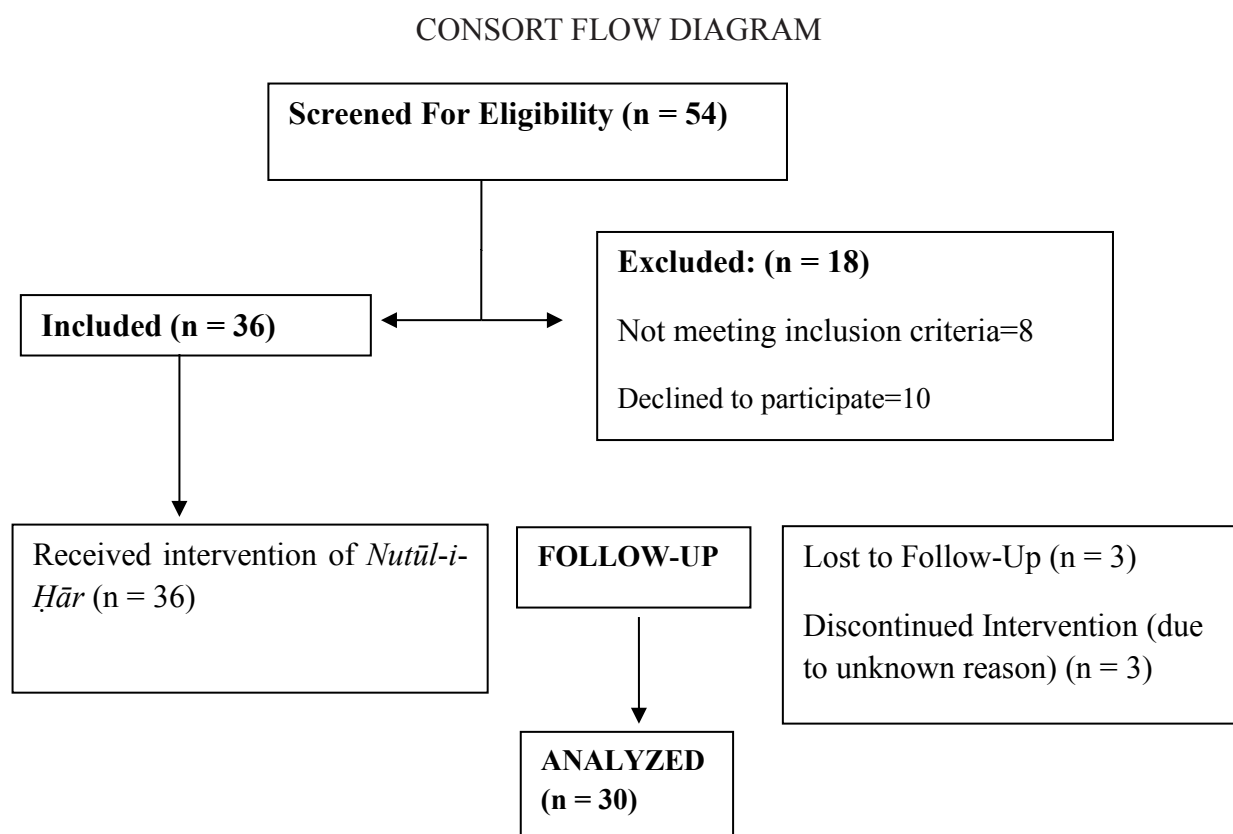 CONSORT FLOW DIAGRAM
Screened For Eligibility (n = 54)
Excluded: (n = 18)
Not meeting inclusion criteria=8
Declined to participate=10
Included (n = 36)
Received intervention of Nutūl-i-
Ḥār (n = 36)
FOLLOW-UP
Lost to Follow-Up (n = 3)
Discontinued Intervention (due
to unknown reason) (n = 3)
ANALYZED
(n = 30)